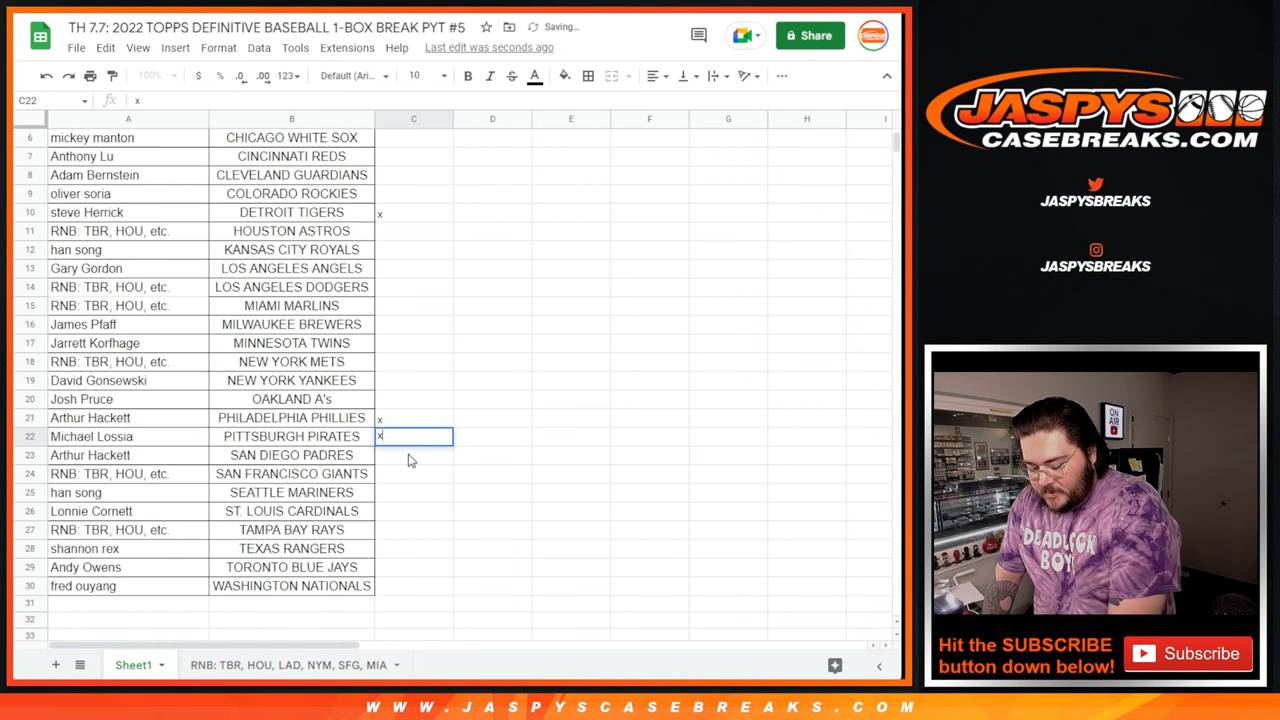 TH 7.7: 2022 TOPPS DEFINITIVE BASEBALL 1-BOX BREAK PYT #5
Saving...
File Edit View Insert Format Data Tools Extensions Help Last edit was seconds ago
Share
100% $ % .0 .00 123 Default (Ari... 10 B I S A
C22 fx x
A B C D E F G H I
6 mickey manton CHICAGO WHITE SOX
7 Anthony Lu CINCINNATI REDS
8 Adam Bernstein CLEVELAND GUARDIANS
9 oliver soria COLORADO ROCKIES
10 steve Herrick DETROIT TIGERS x
11 RNB: TBR, HOU, etc. HOUSTON ASTROS
12 han song KANSAS CITY ROYALS
13 Gary Gordon LOS ANGELES ANGELS
14 RNB: TBR, HOU, etc. LOS ANGELES DODGERS
15 RNB: TBR, HOU, etc. MIAMI MARLINS
16 James Pfaff MILWAUKEE BREWERS
17 Jarrett Korfhage MINNESOTA TWINS
18 RNB: TBR, HOU, etc. NEW YORK METS
19 David Gonsewski NEW YORK YANKEES
20 Josh Pruce OAKLAND A's
21 Arthur Hackett PHILADELPHIA PHILLIES x
22 Michael Lossia PITTSBURGH PIRATES x
23 Arthur Hackett SAN DIEGO PADRES
24 RNB: TBR, HOU, etc. SAN FRANCISCO GIANTS
25 han song SEATTLE MARINERS
26 Lonnie Cornett ST. LOUIS CARDINALS
27 RNB: TBR, HOU, etc. TAMPA BAY RAYS
28 shannon rex TEXAS RANGERS
29 Andy Owens TORONTO BLUE JAYS
30 fred ouyang WASHINGTON NATIONALS
31
32
33
Sheet1 RNB: TBR, HOU, LAD, NYM, SFG, MIA
JASPYS
CASEBREAKS.COM
JASPYSBREAKS
JASPYSBREAKS
ON
AIR
DEADLOCK
BOY
Hit the SUBSCRIBE
button down below!
Subscribe
WWW.JASPYSCASEBREAKS.COM